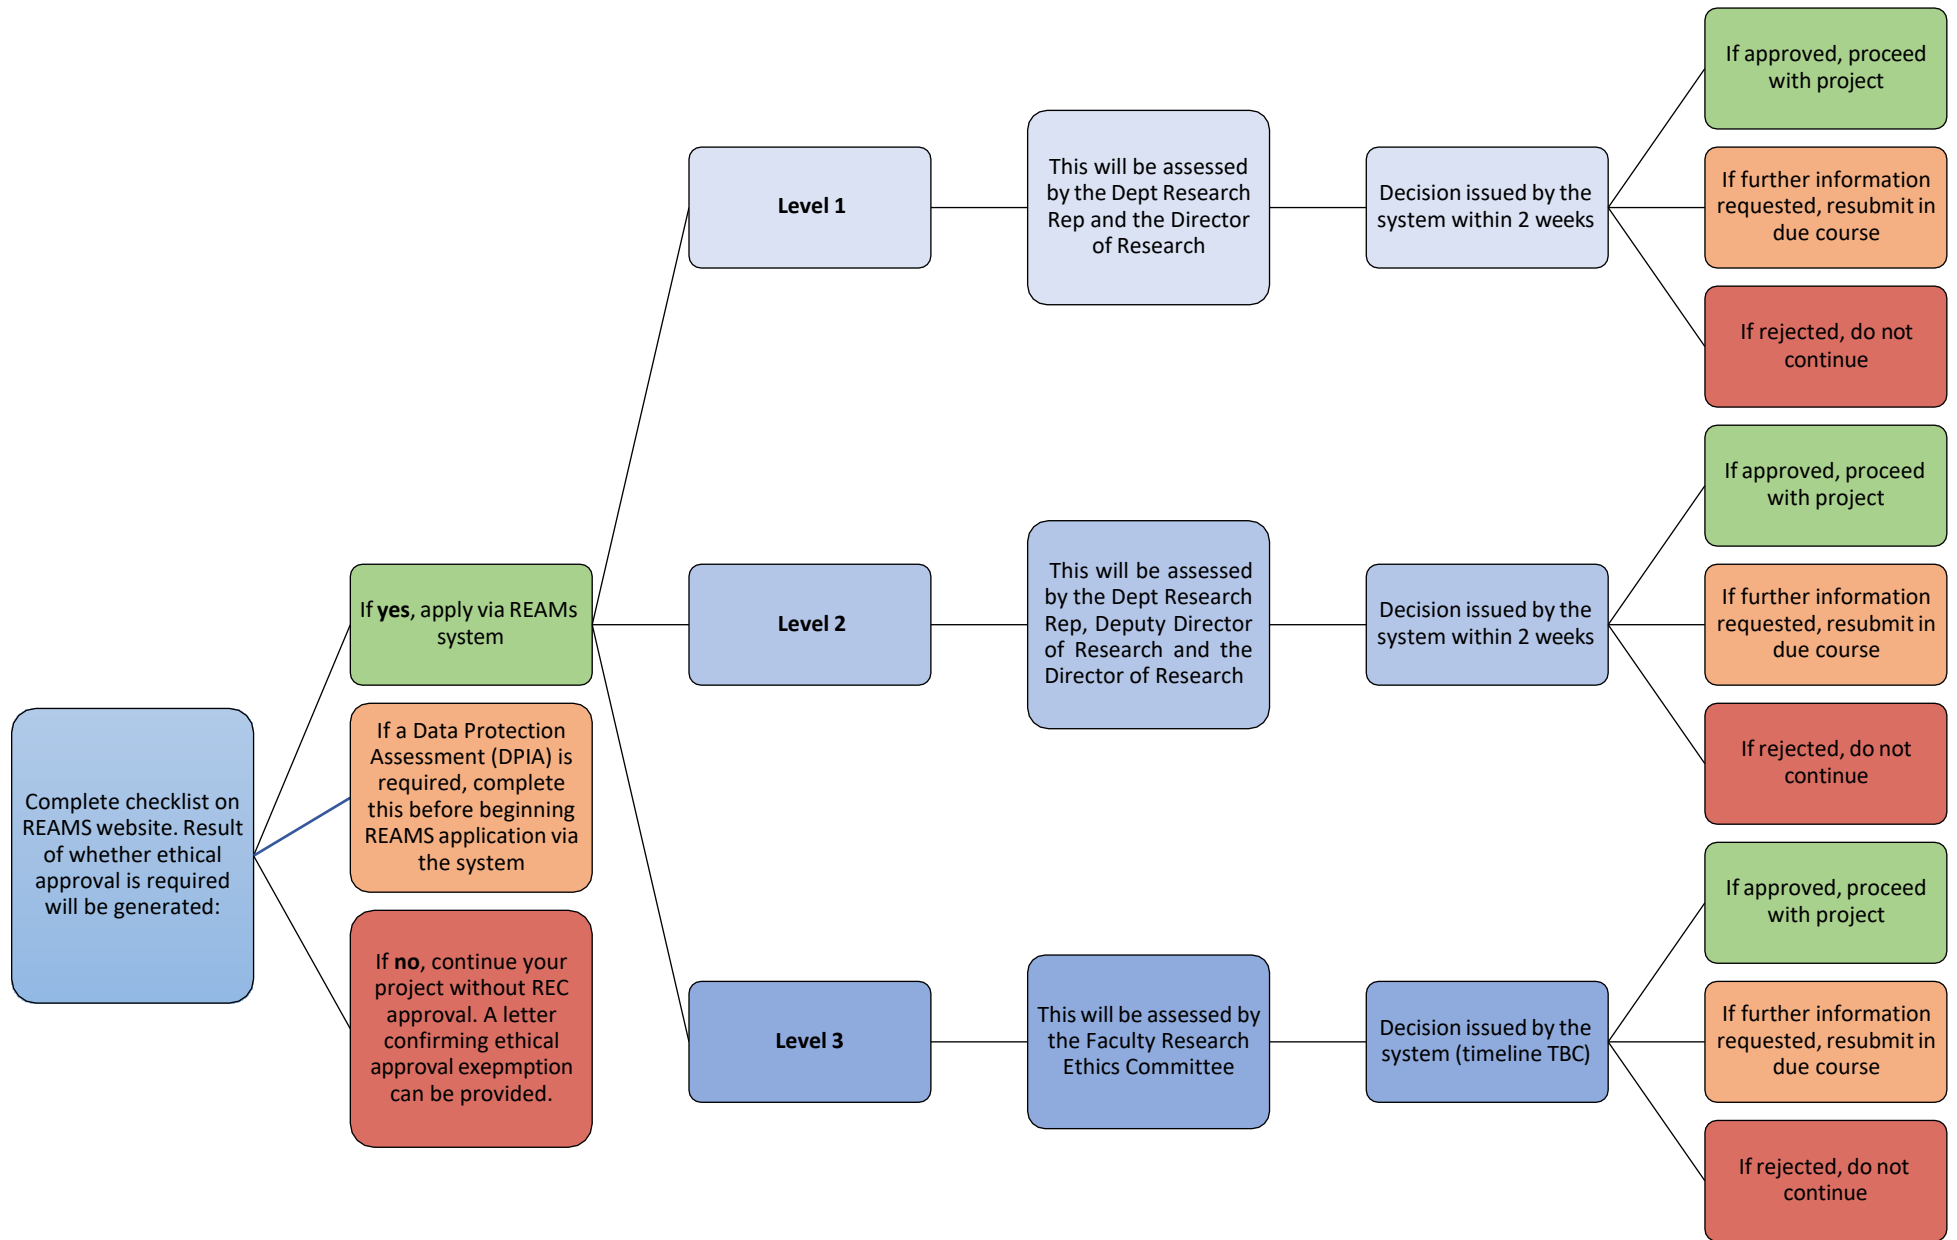 Complete checklist on
REAMS website. Result
of whether ethical
approval is required
will be generated:
If yes, apply via REAMs
system
If a Data Protection
Assessment (DPIA) is
required, complete
this before beginning
REAMS application via
the system
If no, continue your
project without REC
approval. A letter
confirming ethical
approval exepmption
can be provided.
Level 1
This will be assessed
by the Dept Research
Rep and the Director
of Research
Decision issued by the
system within 2 weeks
If approved, proceed
with project
If further information
requested, resubmit in
due course
If rejected, do not
continue
Level 2
This will be assessed
by the Dept Research
Rep, Deputy Director
of Research and the
Director of Research
Decision issued by the
system within 2 weeks
If approved, proceed
with project
If further information
requested, resubmit in
due course
If rejected, do not
continue
Level 3
This will be assessed by
the Faculty Research
Ethics Committee
Decision issued by the
system (timeline TBC)
If approved, proceed
with project
If further information
requested, resubmit in
due course
If rejected, do not
continue